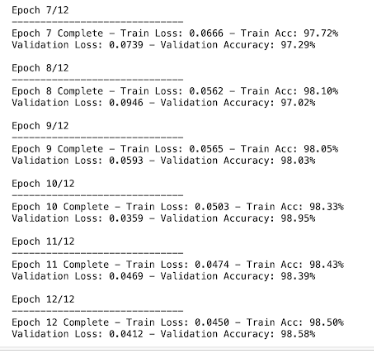 Epoch 7/12
------------------------------
Epoch 7 Complete - Train Loss: 0.0666 - Train Acc: 97.72%
Validation Loss: 0.0739 - Validation Accuracy: 97.29%
Epoch 8/12
------------------------------
Epoch 8 Complete - Train Loss: 0.0562 - Train Acc: 98.10%
Validation Loss: 0.0946 - Validation Accuracy: 97.02%
Epoch 9/12
------------------------------
Epoch 9 Complete - Train Loss: 0.0565 - Train Acc: 98.05%
Validation Loss: 0.0593 - Validation Accuracy: 98.03%
Epoch 10/12
------------------------------
Epoch 10 Complete - Train Loss: 0.0503 - Train Acc: 98.33%
Validation Loss: 0.0359 - Validation Accuracy: 98.95%
Epoch 11/12
------------------------------
Epoch 11 Complete - Train Loss: 0.0474 - Train Acc: 98.43%
Validation Loss: 0.0469 - Validation Accuracy: 98.39%
Epoch 12/12
------------------------------
Epoch 12 Complete - Train Loss: 0.0450 - Train Acc: 98.50%
Validation Loss: 0.0412 - Validation Accuracy: 98.58%